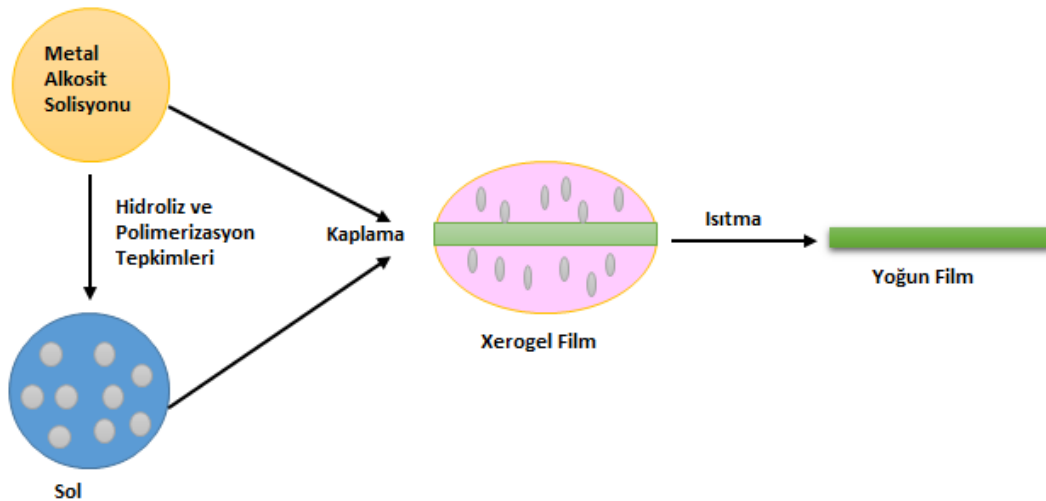 Metal
Alkosit
Solisyonu
Hidroliz ve
Polimerizasyon
Tepkimleri
Sol
Kaplama
Xerogel Film
Isıtma
Yoğun Film